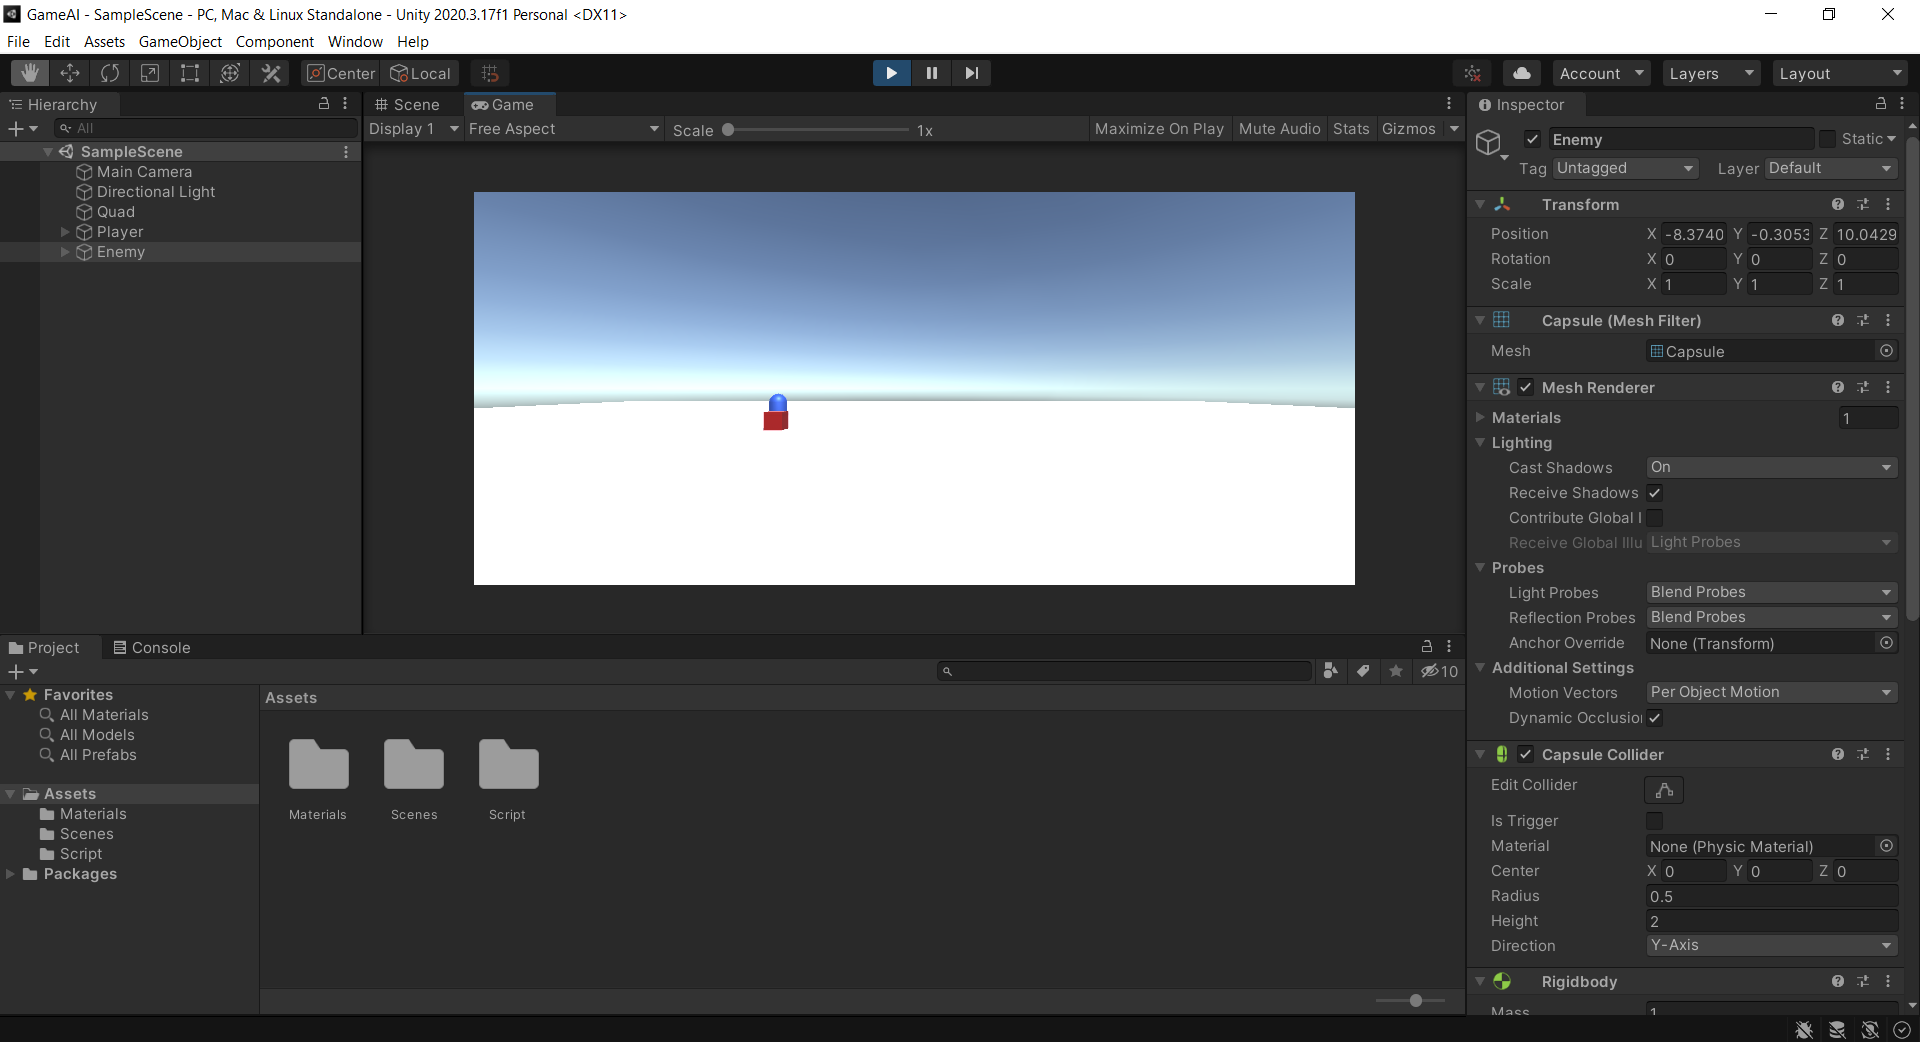 GameAI - SampleScene - PC, Mac & Linux Standalone - Unity 2020.3.17f1 Personal <DX11>
File Edit Assets GameObject Component Window Help
Center Local Account Layers Layout
Hierarchy
All
SampleScene
Main Camera
Directional Light
Quad
Player
Enemy
Scene Game
Display 1 Free Aspect Scale 1x Maximize On Play Mute Audio Stats Gizmos
Project Console
10
Favorites
All Materials
All Models
All Prefabs
Assets
Materials
Scenes
Script
Packages
Assets
Materials Scenes Script
Inspector
Enemy Static
Tag Untagged Layer Default
Transform
Position X -8.3740 Y -0.3053 Z 10.0429
Rotation X 0 Y 0 Z 0
Scale X 1 Y 1 Z 1
Capsule (Mesh Filter)
Mesh Capsule
Mesh Renderer
Materials 1
Lighting
Cast Shadows On
Receive Shadows
Contribute Global I
Receive Global Illu Light Probes
Probes
Light Probes Blend Probes
Reflection Probes Blend Probes
Anchor Override None (Transform)
Additional Settings
Motion Vectors Per Object Motion
Dynamic Occlusion
Capsule Collider
Edit Collider
Is Trigger
Material None (Physic Material)
Center X 0 Y 0 Z 0
Radius 0.5
Height 2
Direction Y-Axis
Rigidbody
Mass 1